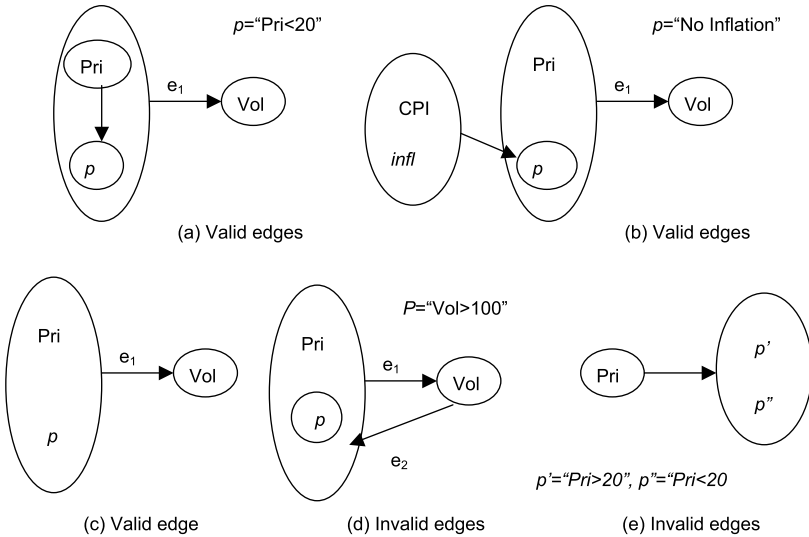 p=“Pri<20”
Pri
e1
Vol
p
(a) Valid edges
p=“No Inflation”
Pri
CPI
e1
Vol
infl
p
(b) Valid edges
Pri
e1
Vol
p
(c) Valid edge
P=“Vol>100”
Pri
e1
Vol
p
e2
(d) Invalid edges
p’
Pri
p”
p’=“Pri>20”, p”=“Pri<20
(e) Invalid edges